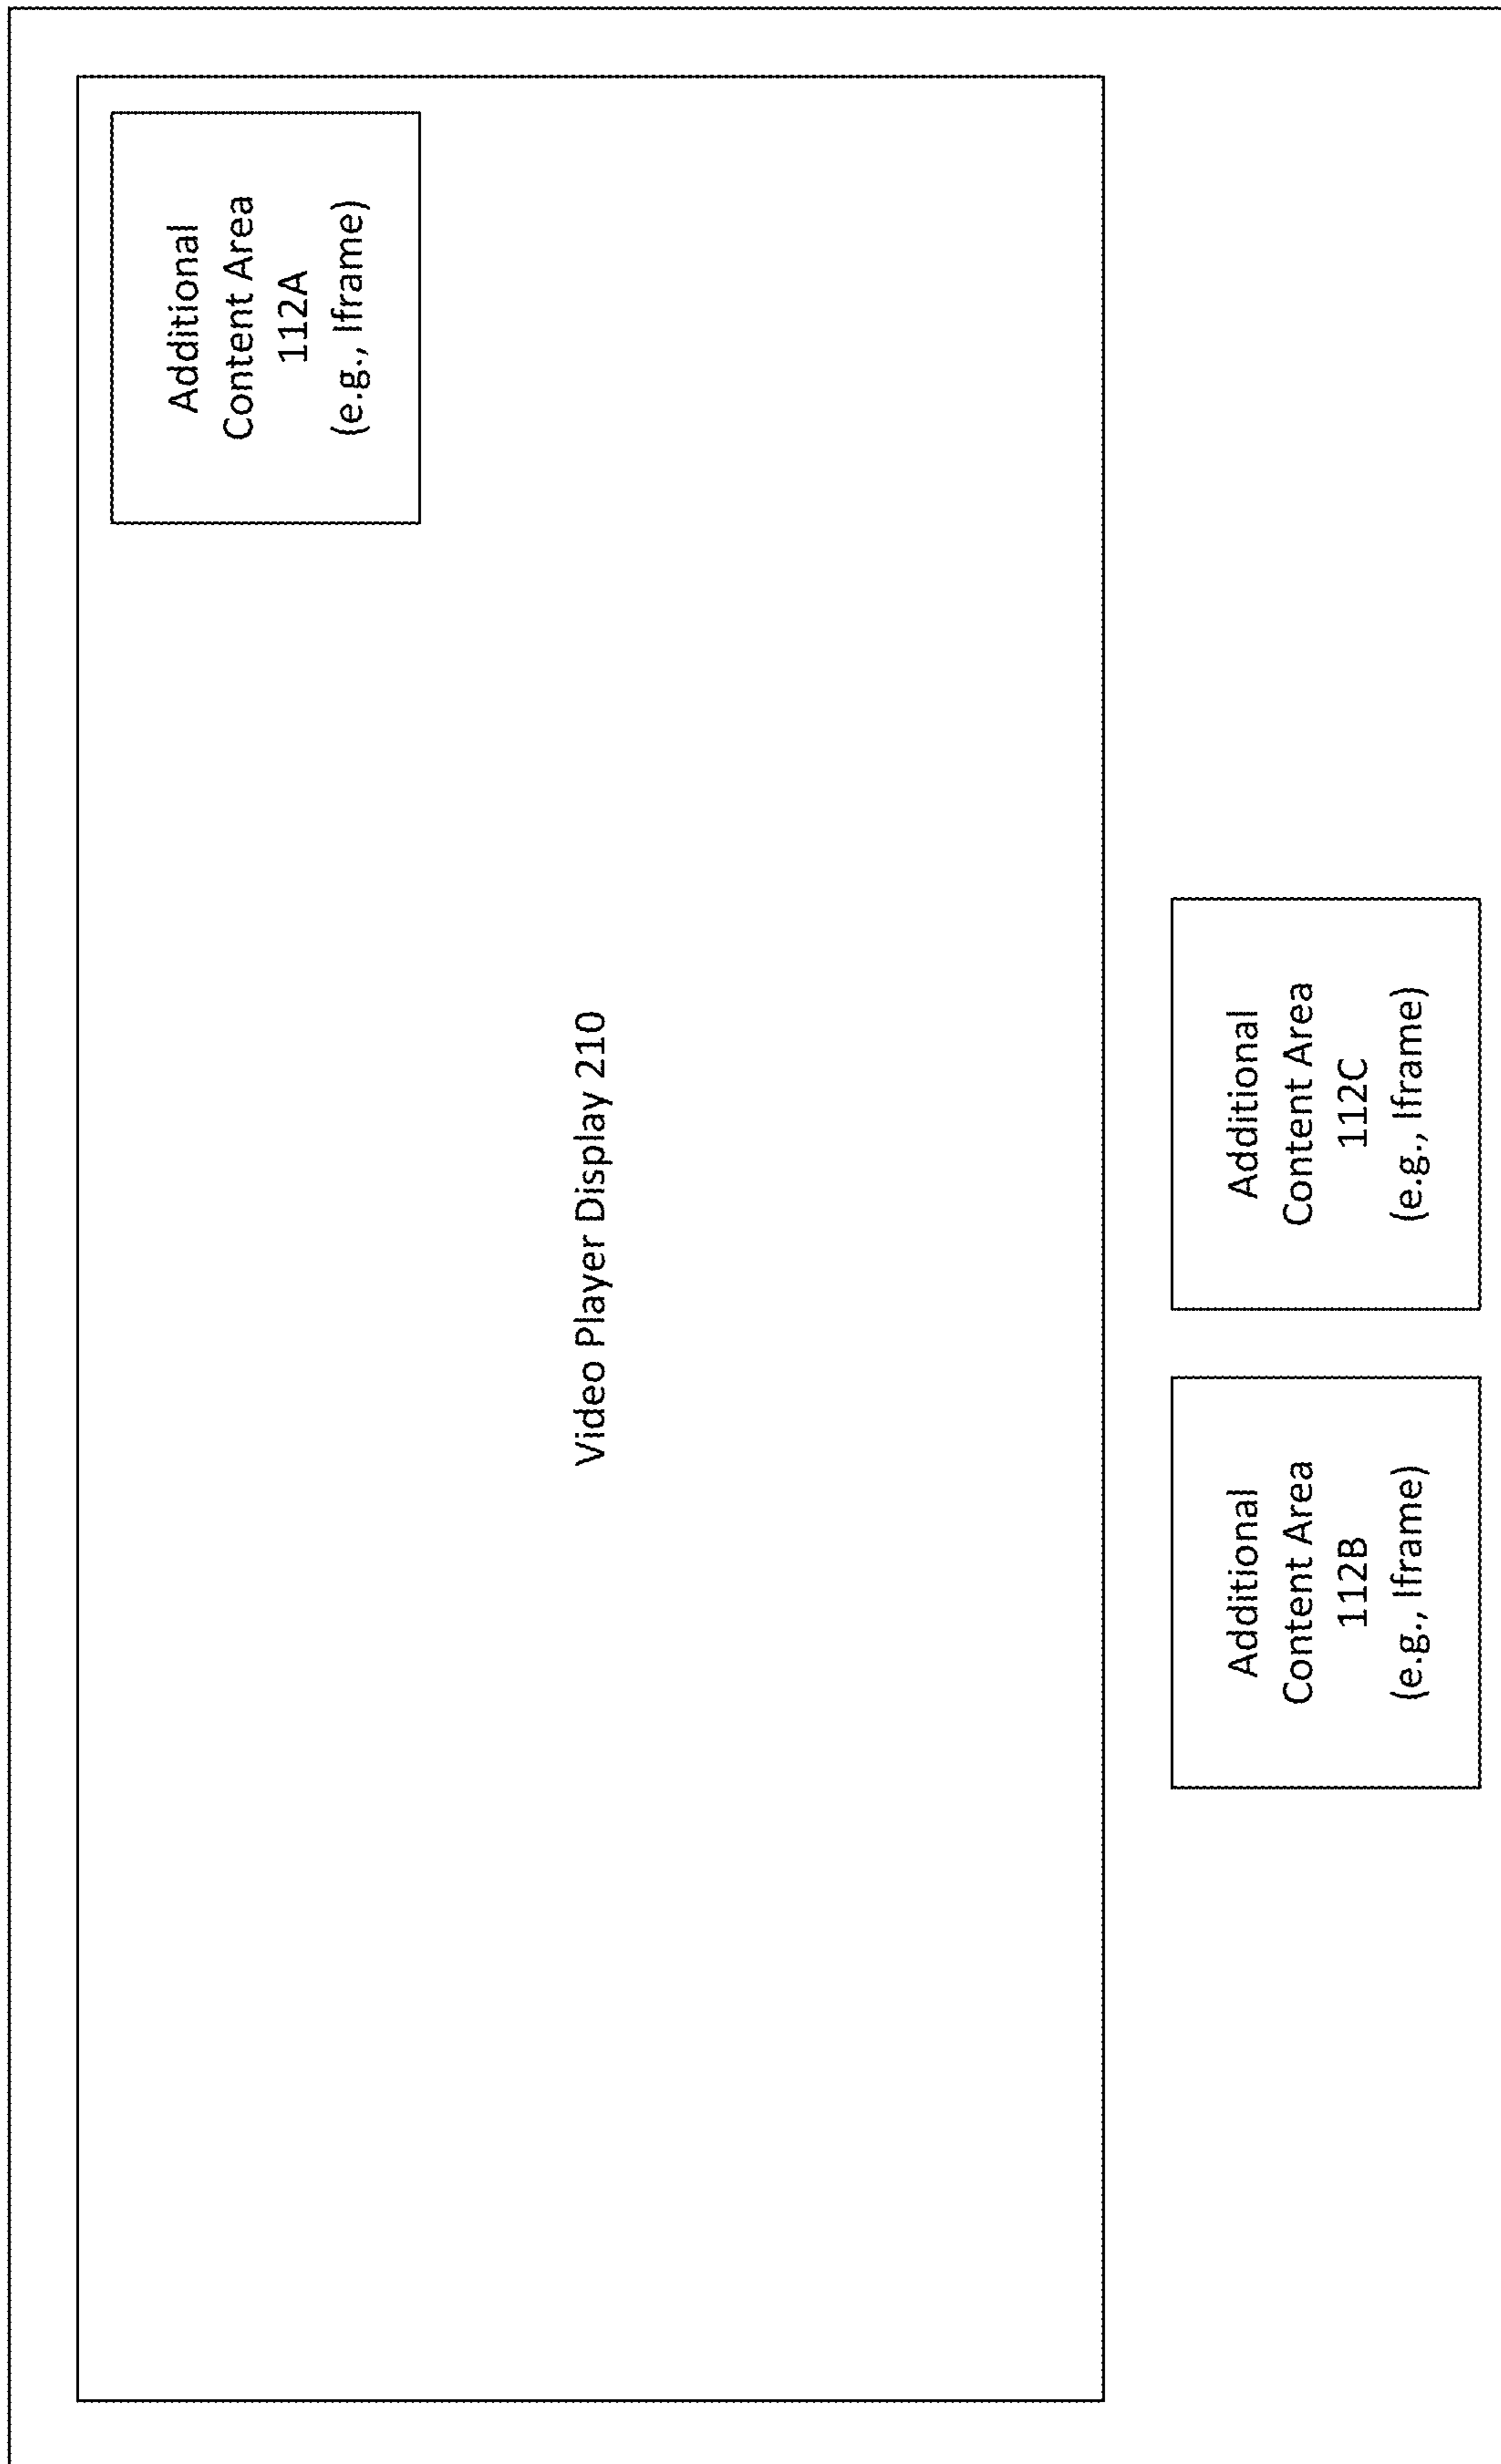 Additional
Content Area
112A
(e.g., Iframe)
Video Player Display 210
Additional
Content Area
112B
(e.g., Iframe)
Additional
Content Area
112C
(e.g., Iframe)